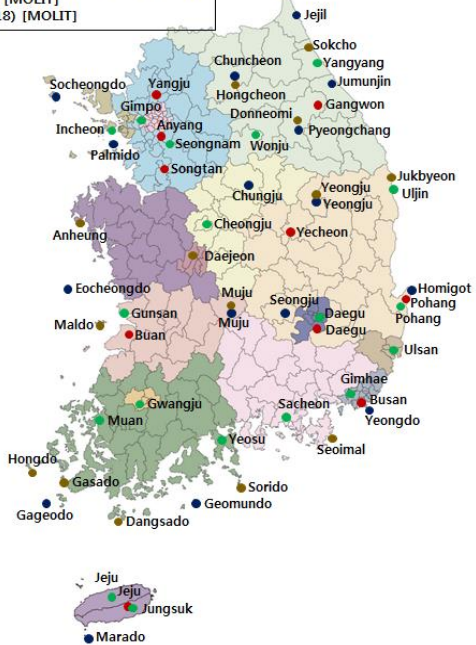 [MOLIT]
18) [MOLIT]
Jejil
Sokcho
Chuncheon
Yangyang
Socheongdo
Yangju
Jumunjin
Hongcheon
Gimpo
Donneomi
Gangwon
Incheon
Anyang
Pyeongchang
Seongnam
Wonju
Palmido
Songtan
Jukbyeon
Chungju
Yeongju
Uljin
Yeongju
Anheung
Cheongju
Yecheon
Daejeon
Eocheongdo
Homigot
Muju
Seongju
Pohang
Gunsan
Daegu
Pohang
Maldo
Muju
Daegu
Buan
Ulsan
Gimhae
Gwangju
Sacheon
Busan
Muan
Yeongdo
Yeosu
Seoimal
Hongdo
Gasado
Sorido
Gageodo
Geomundo
Dangsado
Jeju
Jeju
Jungsuk
Marado